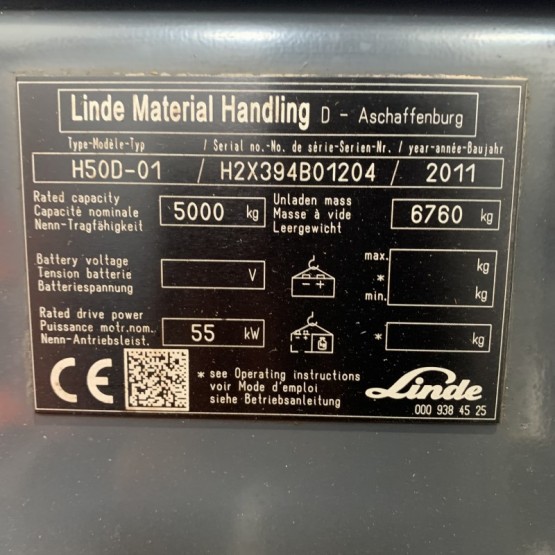 Linde Material Handling D - Aschaffenburg
Type-Modèle-Typ / Serial no.-No. de série-Serien-Nr. / year-année-Baujahr
H50D-01 / H2X394B01204 / 2011
Rated capacity
Capacité nominale
Nenn-Tragfähigkeit
5000 kg
Unladen mass
Masse à vide
Leergewicht
6760 kg
Battery voltage
Tension batterie
Batteriespannung
V
- +
max. kg
*
min. kg
Rated drive power
Puissance motr.nom.
Nenn-Antriebsleist.
55 kW
* kg
CE
* see Operating instructions
voir Mode d'emploi
siehe Betriebsanleitung
Linde
000 938 45 25